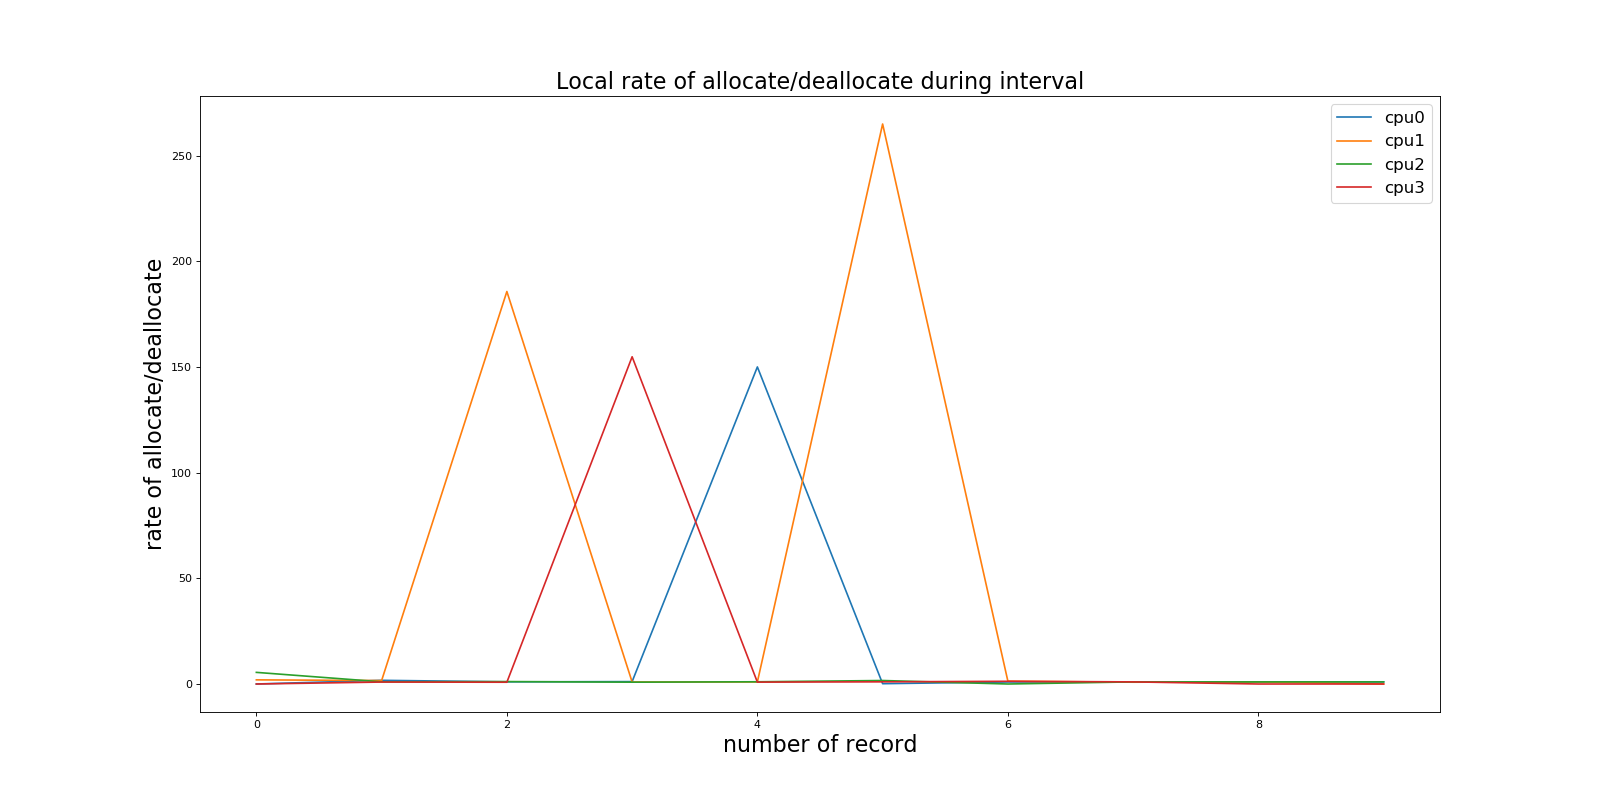 Local rate of allocate/deallocate during interval
cpu0
cpu1
cpu2
cpu3
rate of allocate/deallocate
250
200
150
100
50
0
0 2 4 6 8
number of record